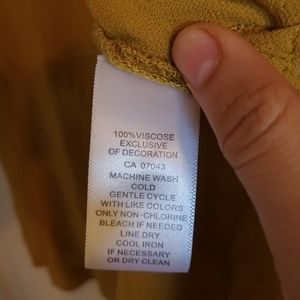 100%VISCOSE
EXCLUSIVE
OF DECORATION
CA 07043
MACHINE WASH
COLD
GENTLE CYCLE
WITH LIKE COLORS
ONLY NON-CHLORINE
BLEACH IF NEEDED
LINE DRY
COOL IRON
IF NECESSARY
OR DRY CLEAN